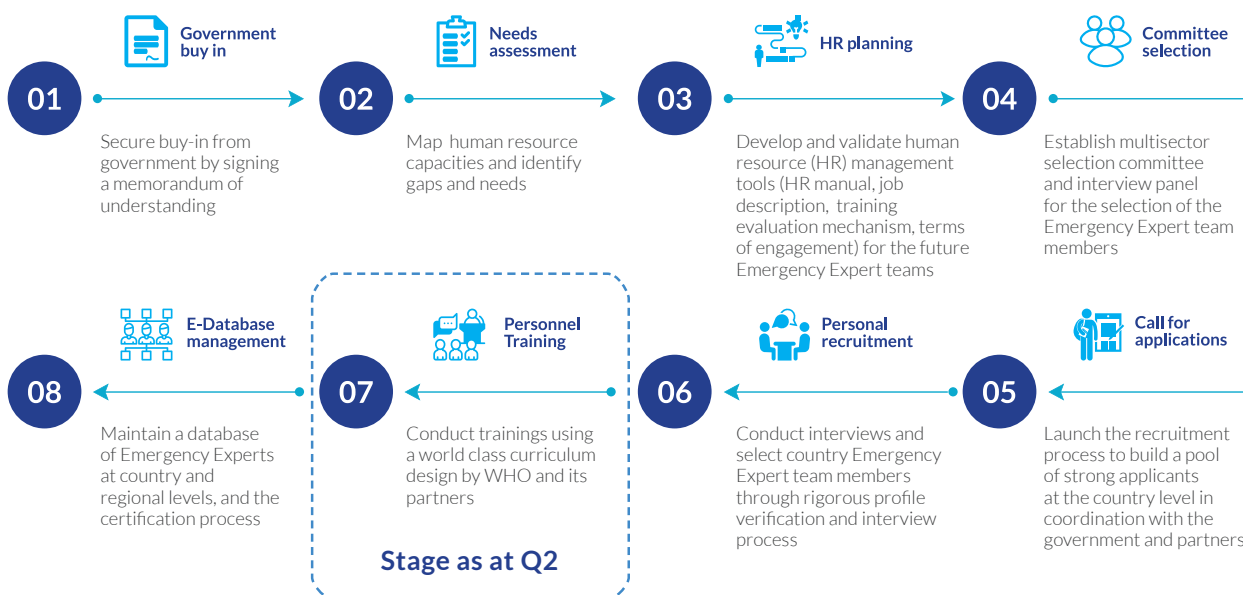 Government
buy in
01
Secure buy-in from
government by signing
a memorandum of
understanding
Needs
assessment
02
Map human resource
capacities and identify
gaps and needs
HR planning
03
Develop and validate human
resource (HR) management
tools (HR manual, job
description, training
evaluation mechanism, terms
of engagement) for the future
Emergency Expert teams
Committee
selection
04
Establish multisector
selection committee
and interview panel
for the selection of the
Emergency Expert team
members
Call for
applications
05
Launch the recruitment
process to build a pool
of strong applicants
at the country level in
coordination with the
government and partners
Personal
recruitment
06
Conduct interviews and
select country Emergency
Expert team members
through rigorous profile
verification and interview
process
Personnel
Training
07
Conduct trainings using
a world class curriculum
design by WHO and its
partners
Stage as at Q2
E-Database
management
08
Maintain a database
of Emergency Experts
at country and
regional levels, and the
certification process